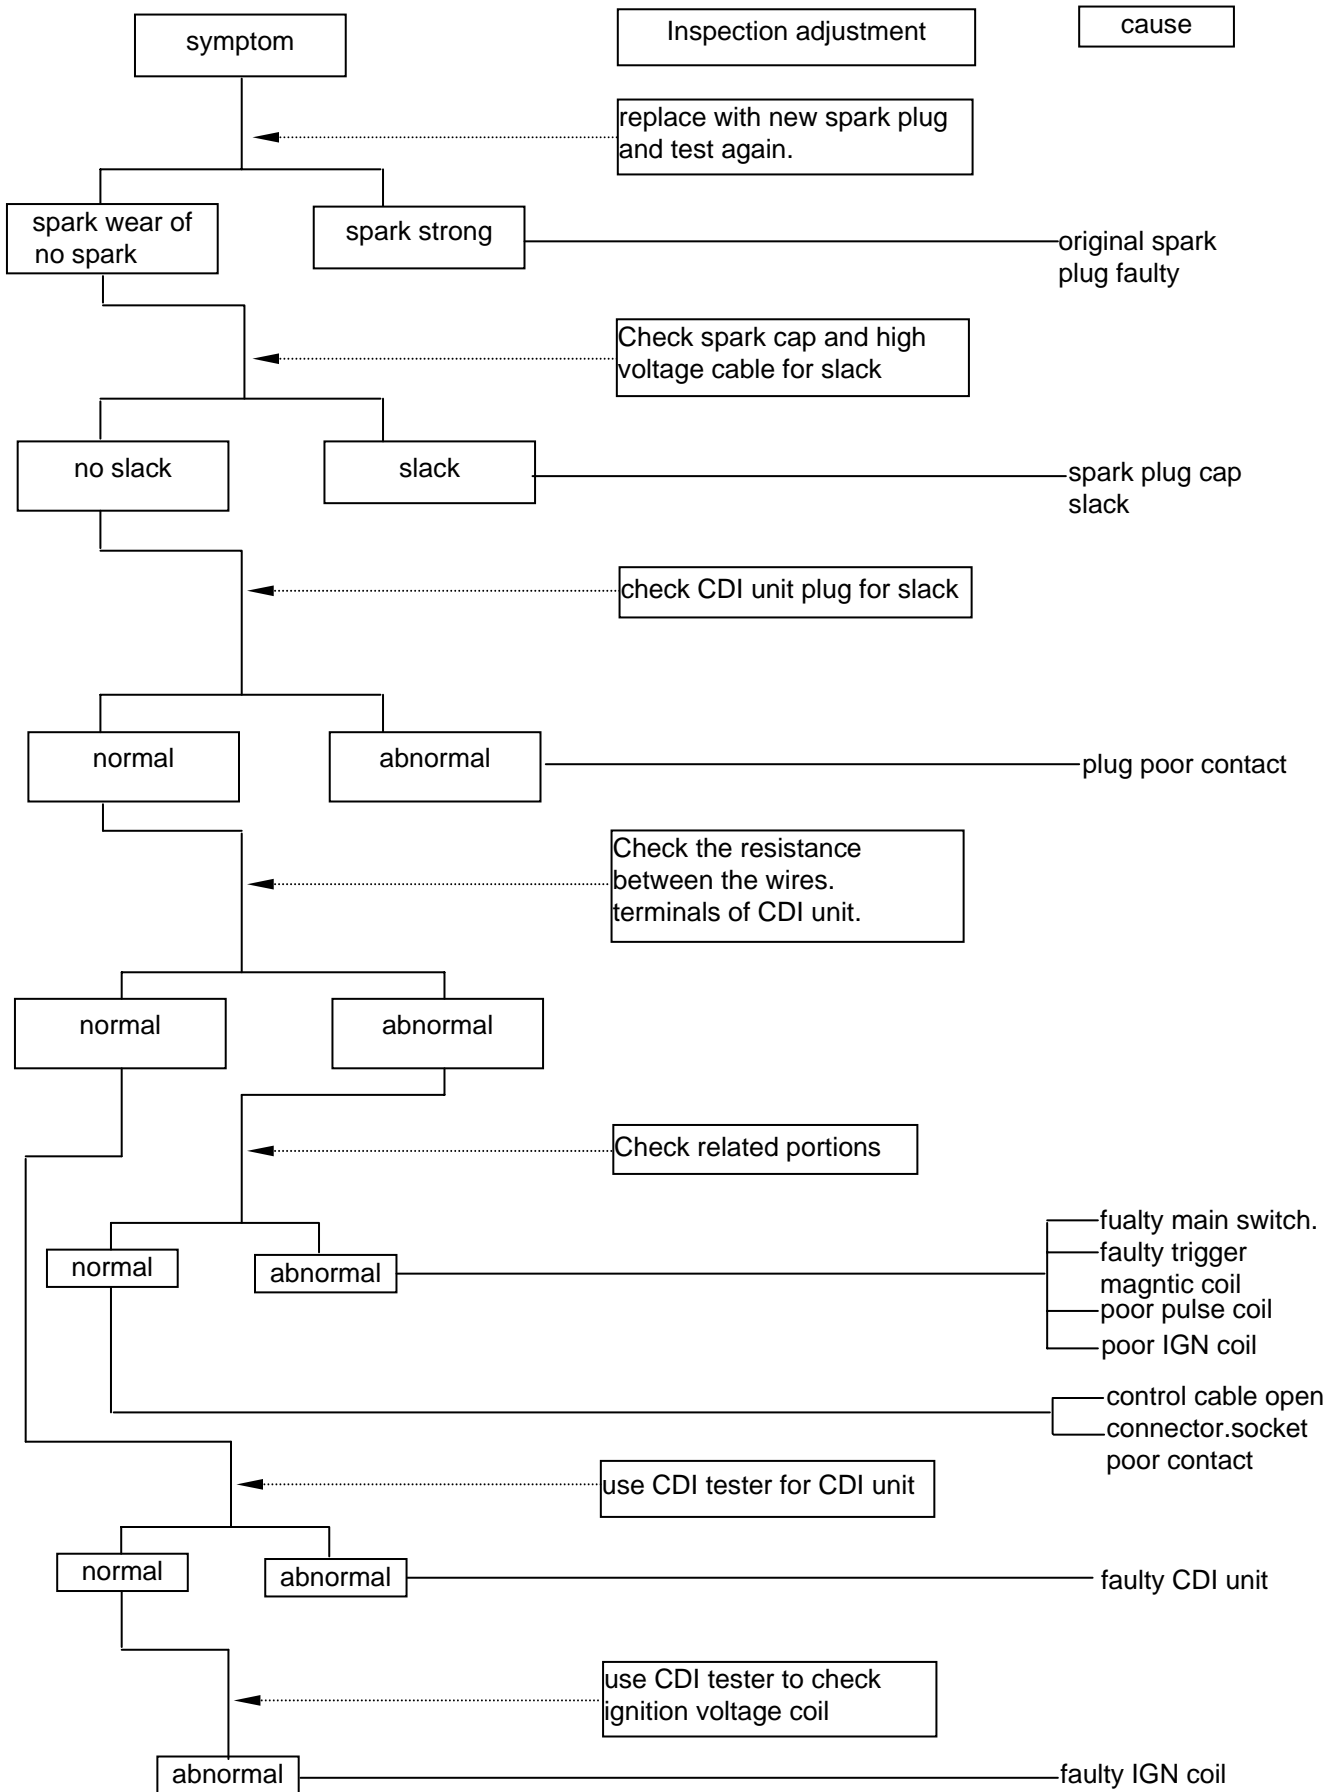 symptom
Inspection adjustment
cause
replace with new spark plug
and test again.
spark wear of
no spark
spark strong
original spark
plug faulty
Check spark cap and high
voltage cable for slack
no slack
slack
spark plug cap
slack
check CDI unit plug for slack
normal
abnormal
plug poor contact
Check the resistance
between the wires.
terminals of CDI unit.
normal
abnormal
Check related portions
normal
abnormal
fualty main switch.
faulty trigger
magntic coil
poor pulse coil
poor IGN coil
control cable open
connector.socket
poor contact
use CDI tester for CDI unit
normal
abnormal
faulty CDI unit
use CDI tester to check
ignition voltage coil
abnormal
faulty IGN coil